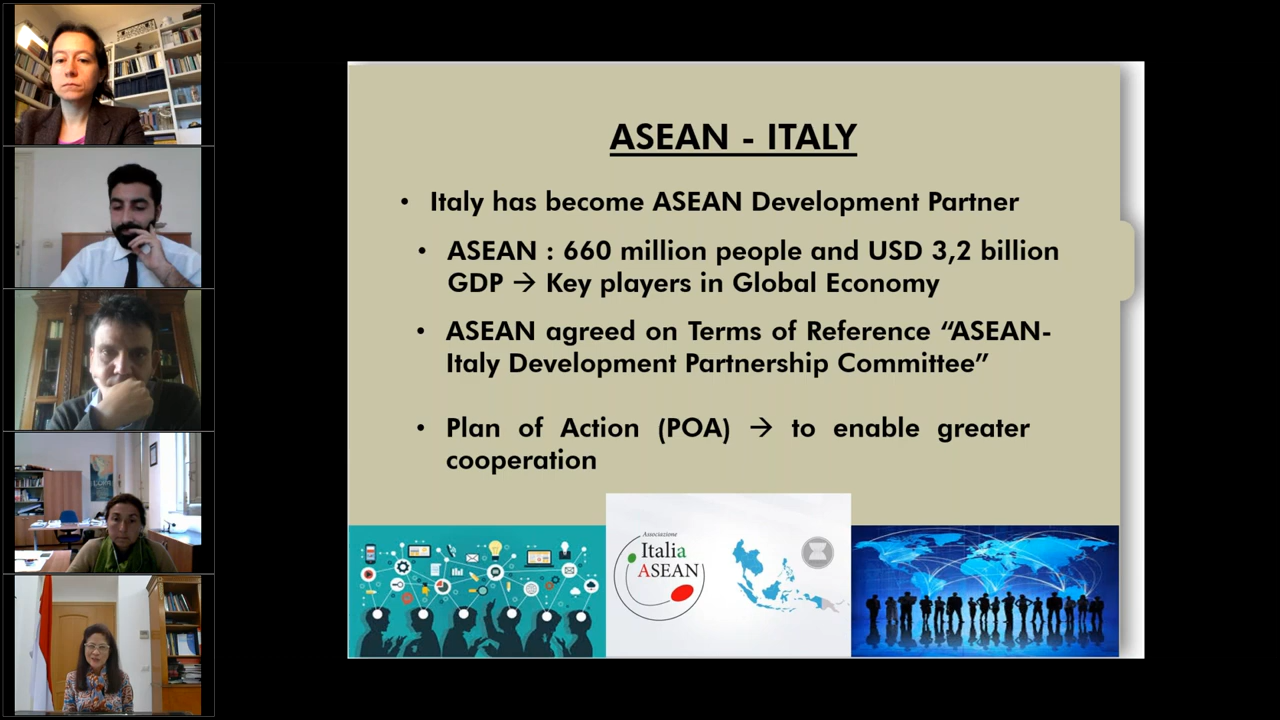 ASEAN - ITALY
• Italy has become ASEAN Development Partner
• ASEAN : 660 million people and USD 3,2 billion
GDP → Key players in Global Economy
• ASEAN agreed on Terms of Reference “ASEAN-
Italy Development Partnership Committee”
• Plan of Action (POA) → to enable greater
cooperation
Associazione
Italia
ASEAN